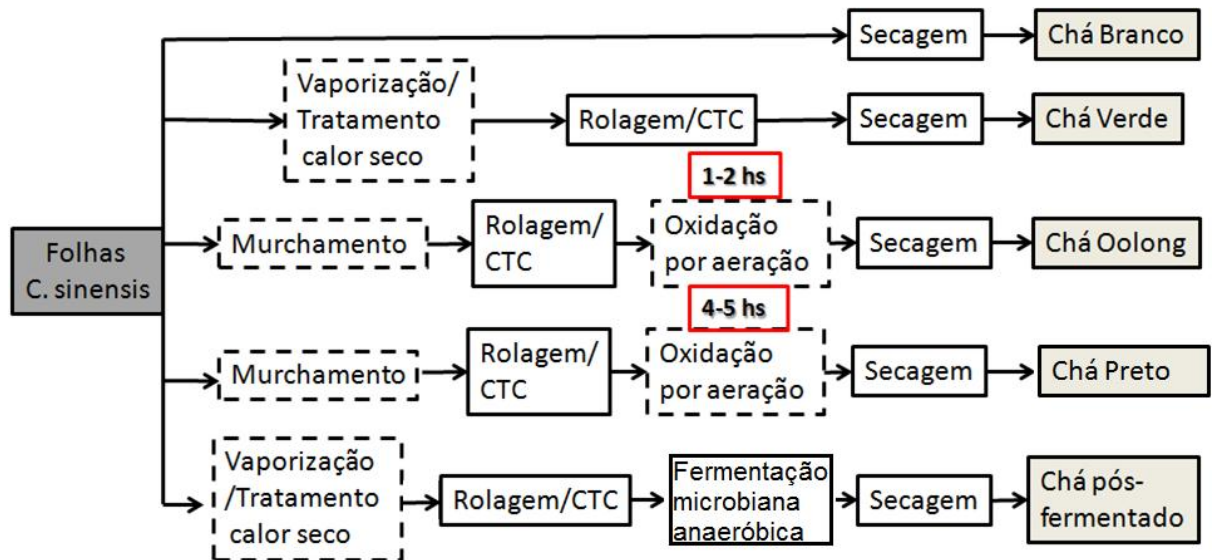 Secagem
Chá Branco
Vaporização/
Tratamento
calor seco
Rolagem/CTC
Secagem
Chá Verde
1-2 hs
Folhas
C. sinensis
Murchamento
Rolagem/
CTC
Oxidação
por aeração
Secagem
Chá Oolong
4-5 hs
Murchamento
Rolagem/
CTC
Oxidação
por aeração
Secagem
Chá Preto
Vaporização
/Tratamento
calor seco
Rolagem/CTC
Fermentação
microbiana
anaeróbica
Secagem
Chá pós-
fermentado